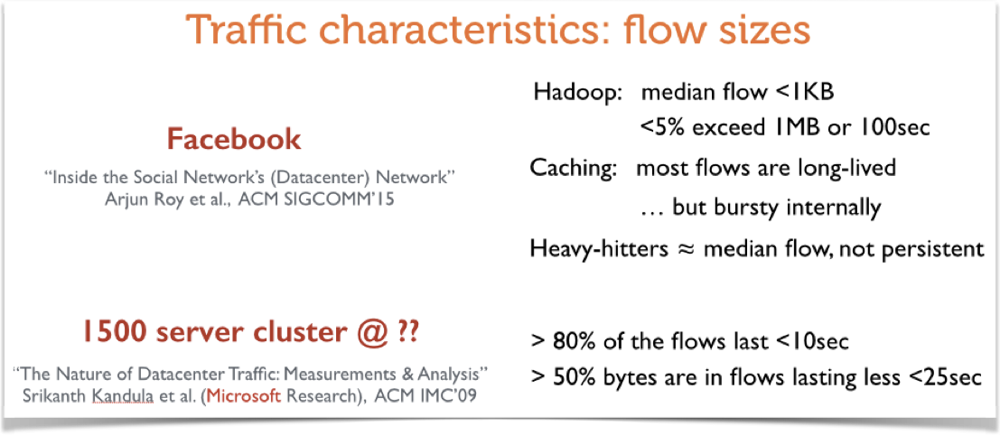 Traffic characteristics: flow sizes
Facebook
“Inside the Social Network’s (Datacenter) Network”
Arjun Roy et al., ACM SIGCOMM’15
Hadoop: median flow <1KB
<5% exceed 1MB or 100sec
Caching: most flows are long-lived
… but bursty internally
Heavy-hitters ≈ median flow, not persistent
1500 server cluster @ ??
“The Nature of Datacenter Traffic: Measurements & Analysis”
Srikanth Kandula et al. (Microsoft Research), ACM IMC’09
> 80% of the flows last <10sec
> 50% bytes are in flows lasting less <25sec